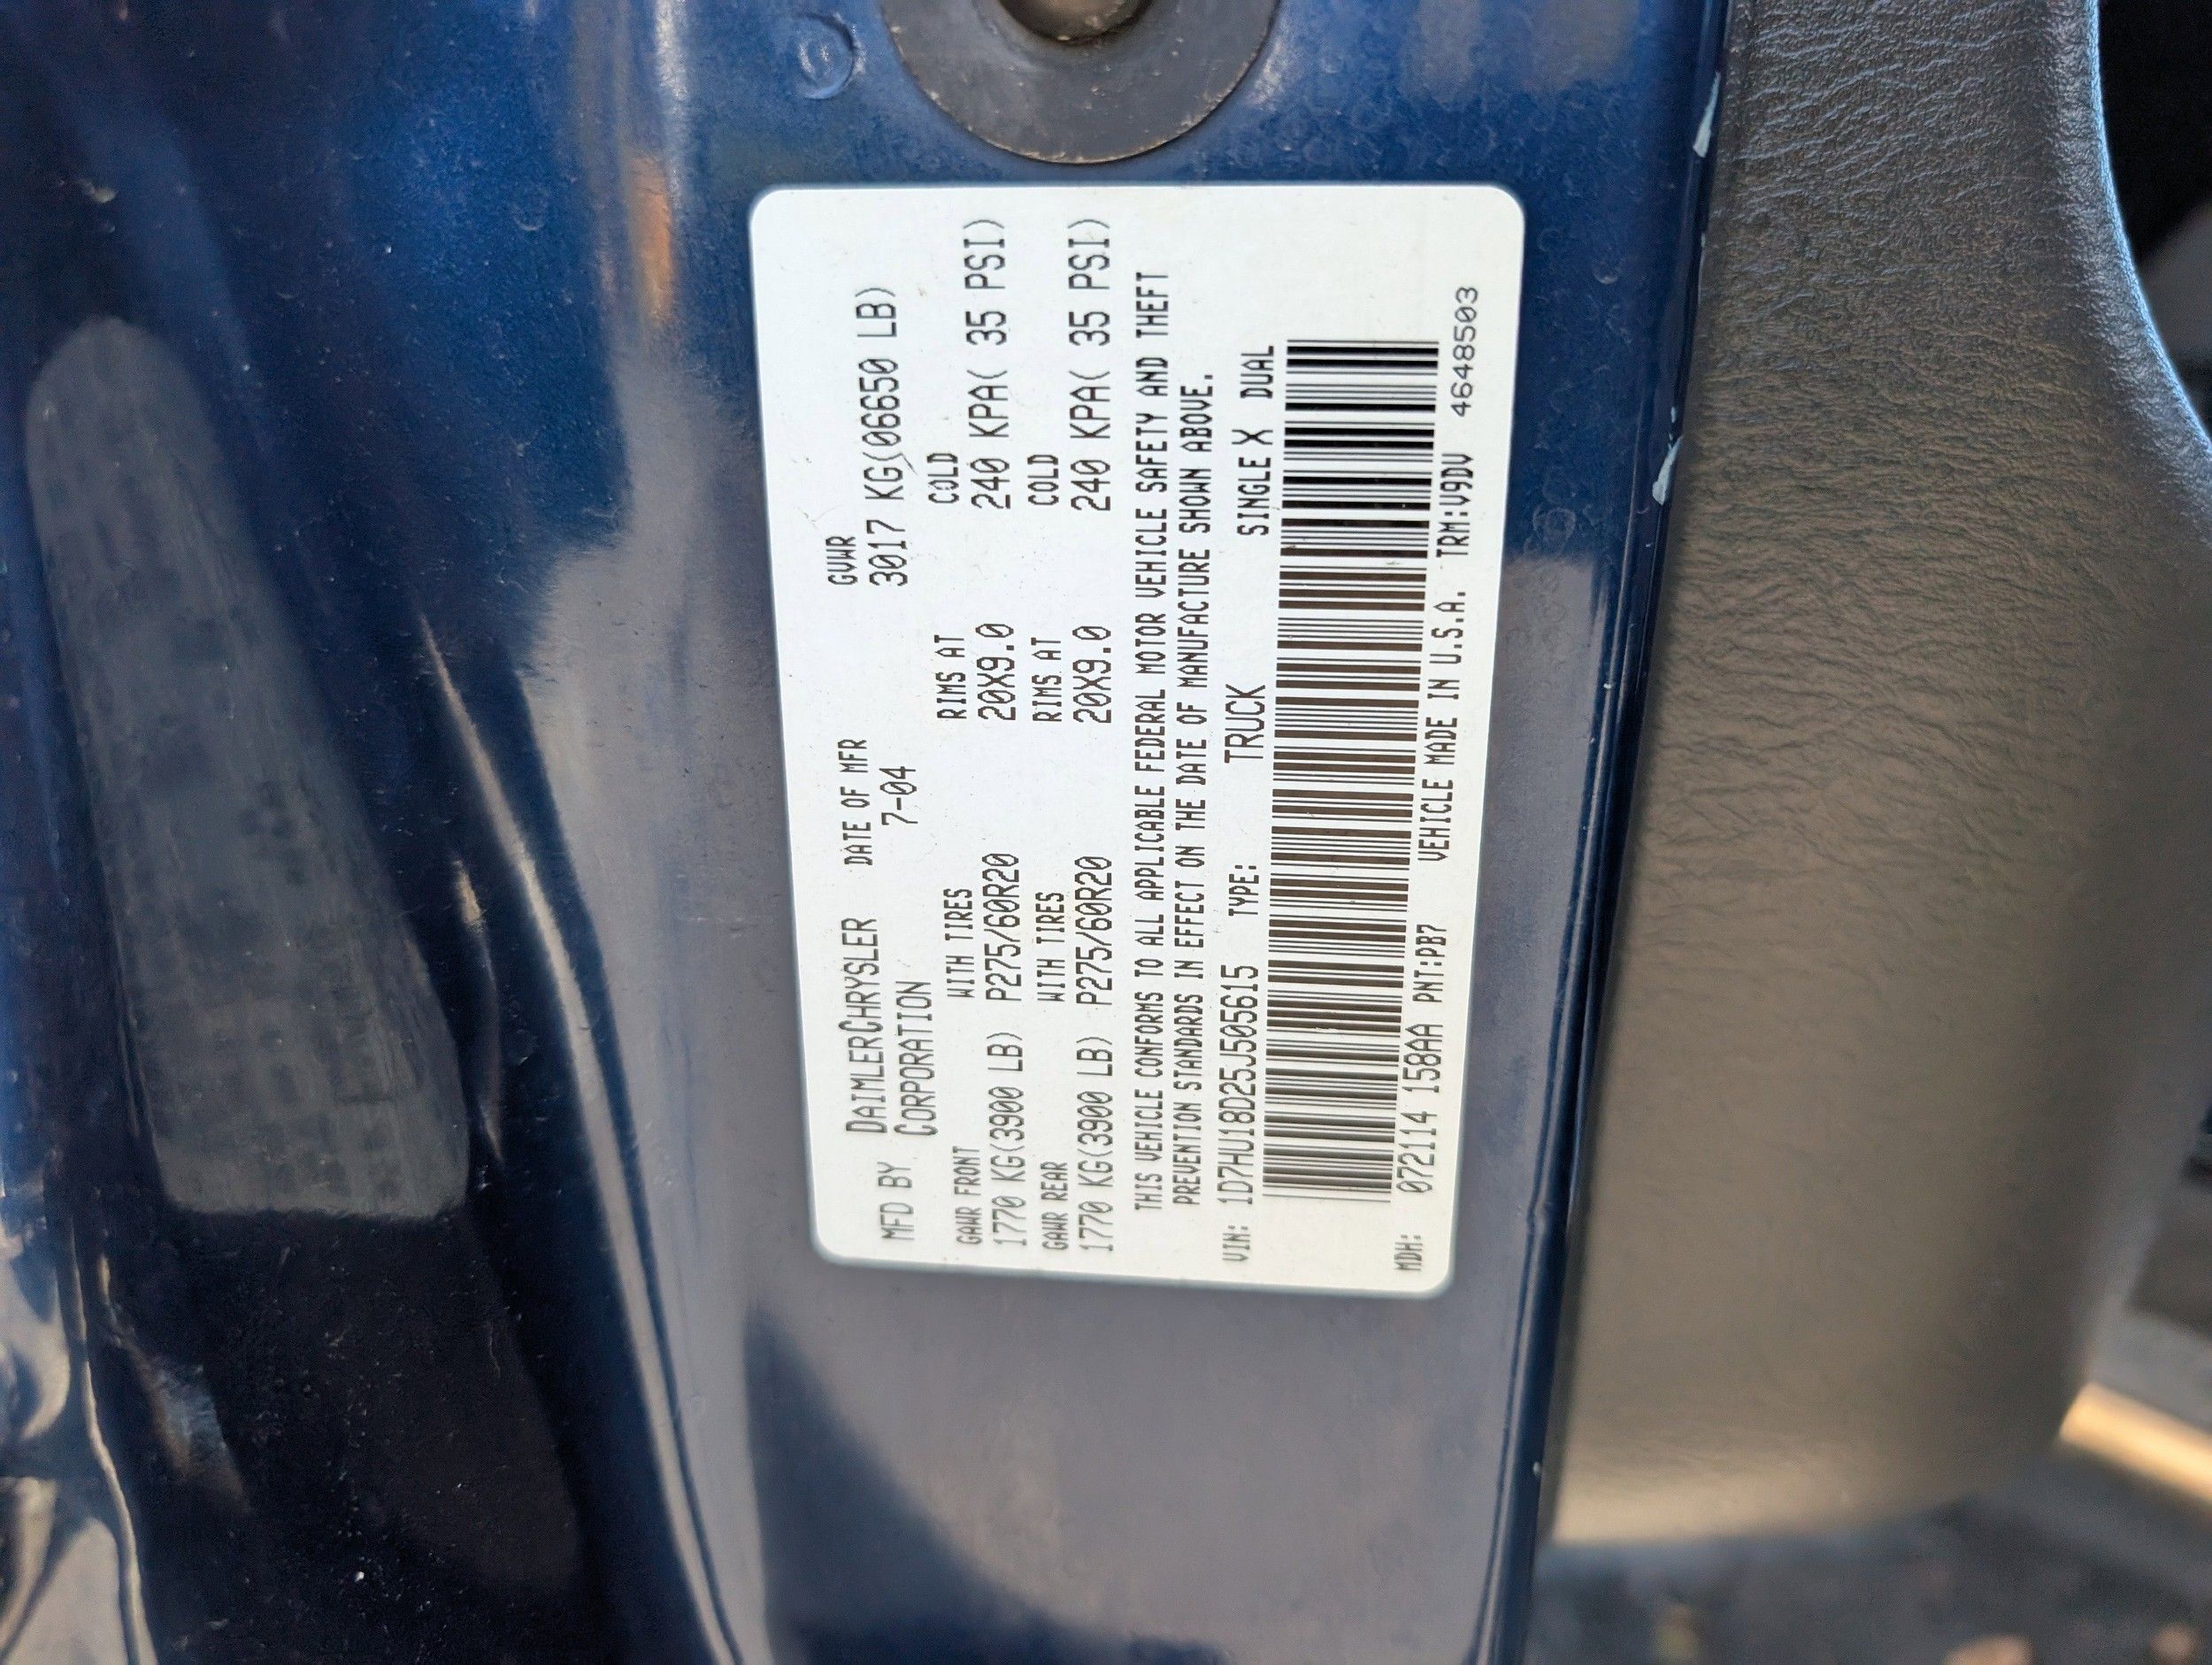 MFD BY DAIMLERCHRYSLER CORPORATION
DATE OF MFR 7-04
GVWR 3017 KG(06650 LB)
GAWR FRONT WITH TIRES RIMS AT COLD
1770 KG(3900 LB) P275/60R20 20X9.0 240 KPA( 35 PSI)
GAWR REAR WITH TIRES RIMS AT COLD
1770 KG(3900 LB) P275/60R20 20X9.0 240 KPA( 35 PSI)
THIS VEHICLE CONFORMS TO ALL APPLICABLE FEDERAL MOTOR VEHICLE SAFETY AND THEFT
PREVENTION STANDARDS IN EFFECT ON THE DATE OF MANUFACTURE SHOWN ABOVE.
VIN: 1D7HU18D25J505615 TYPE: TRUCK SINGLE X DUAL
MDH: 072114 158AA PNT:PB7 VEHICLE MADE IN U.S.A. TRM:V9DV 4648503